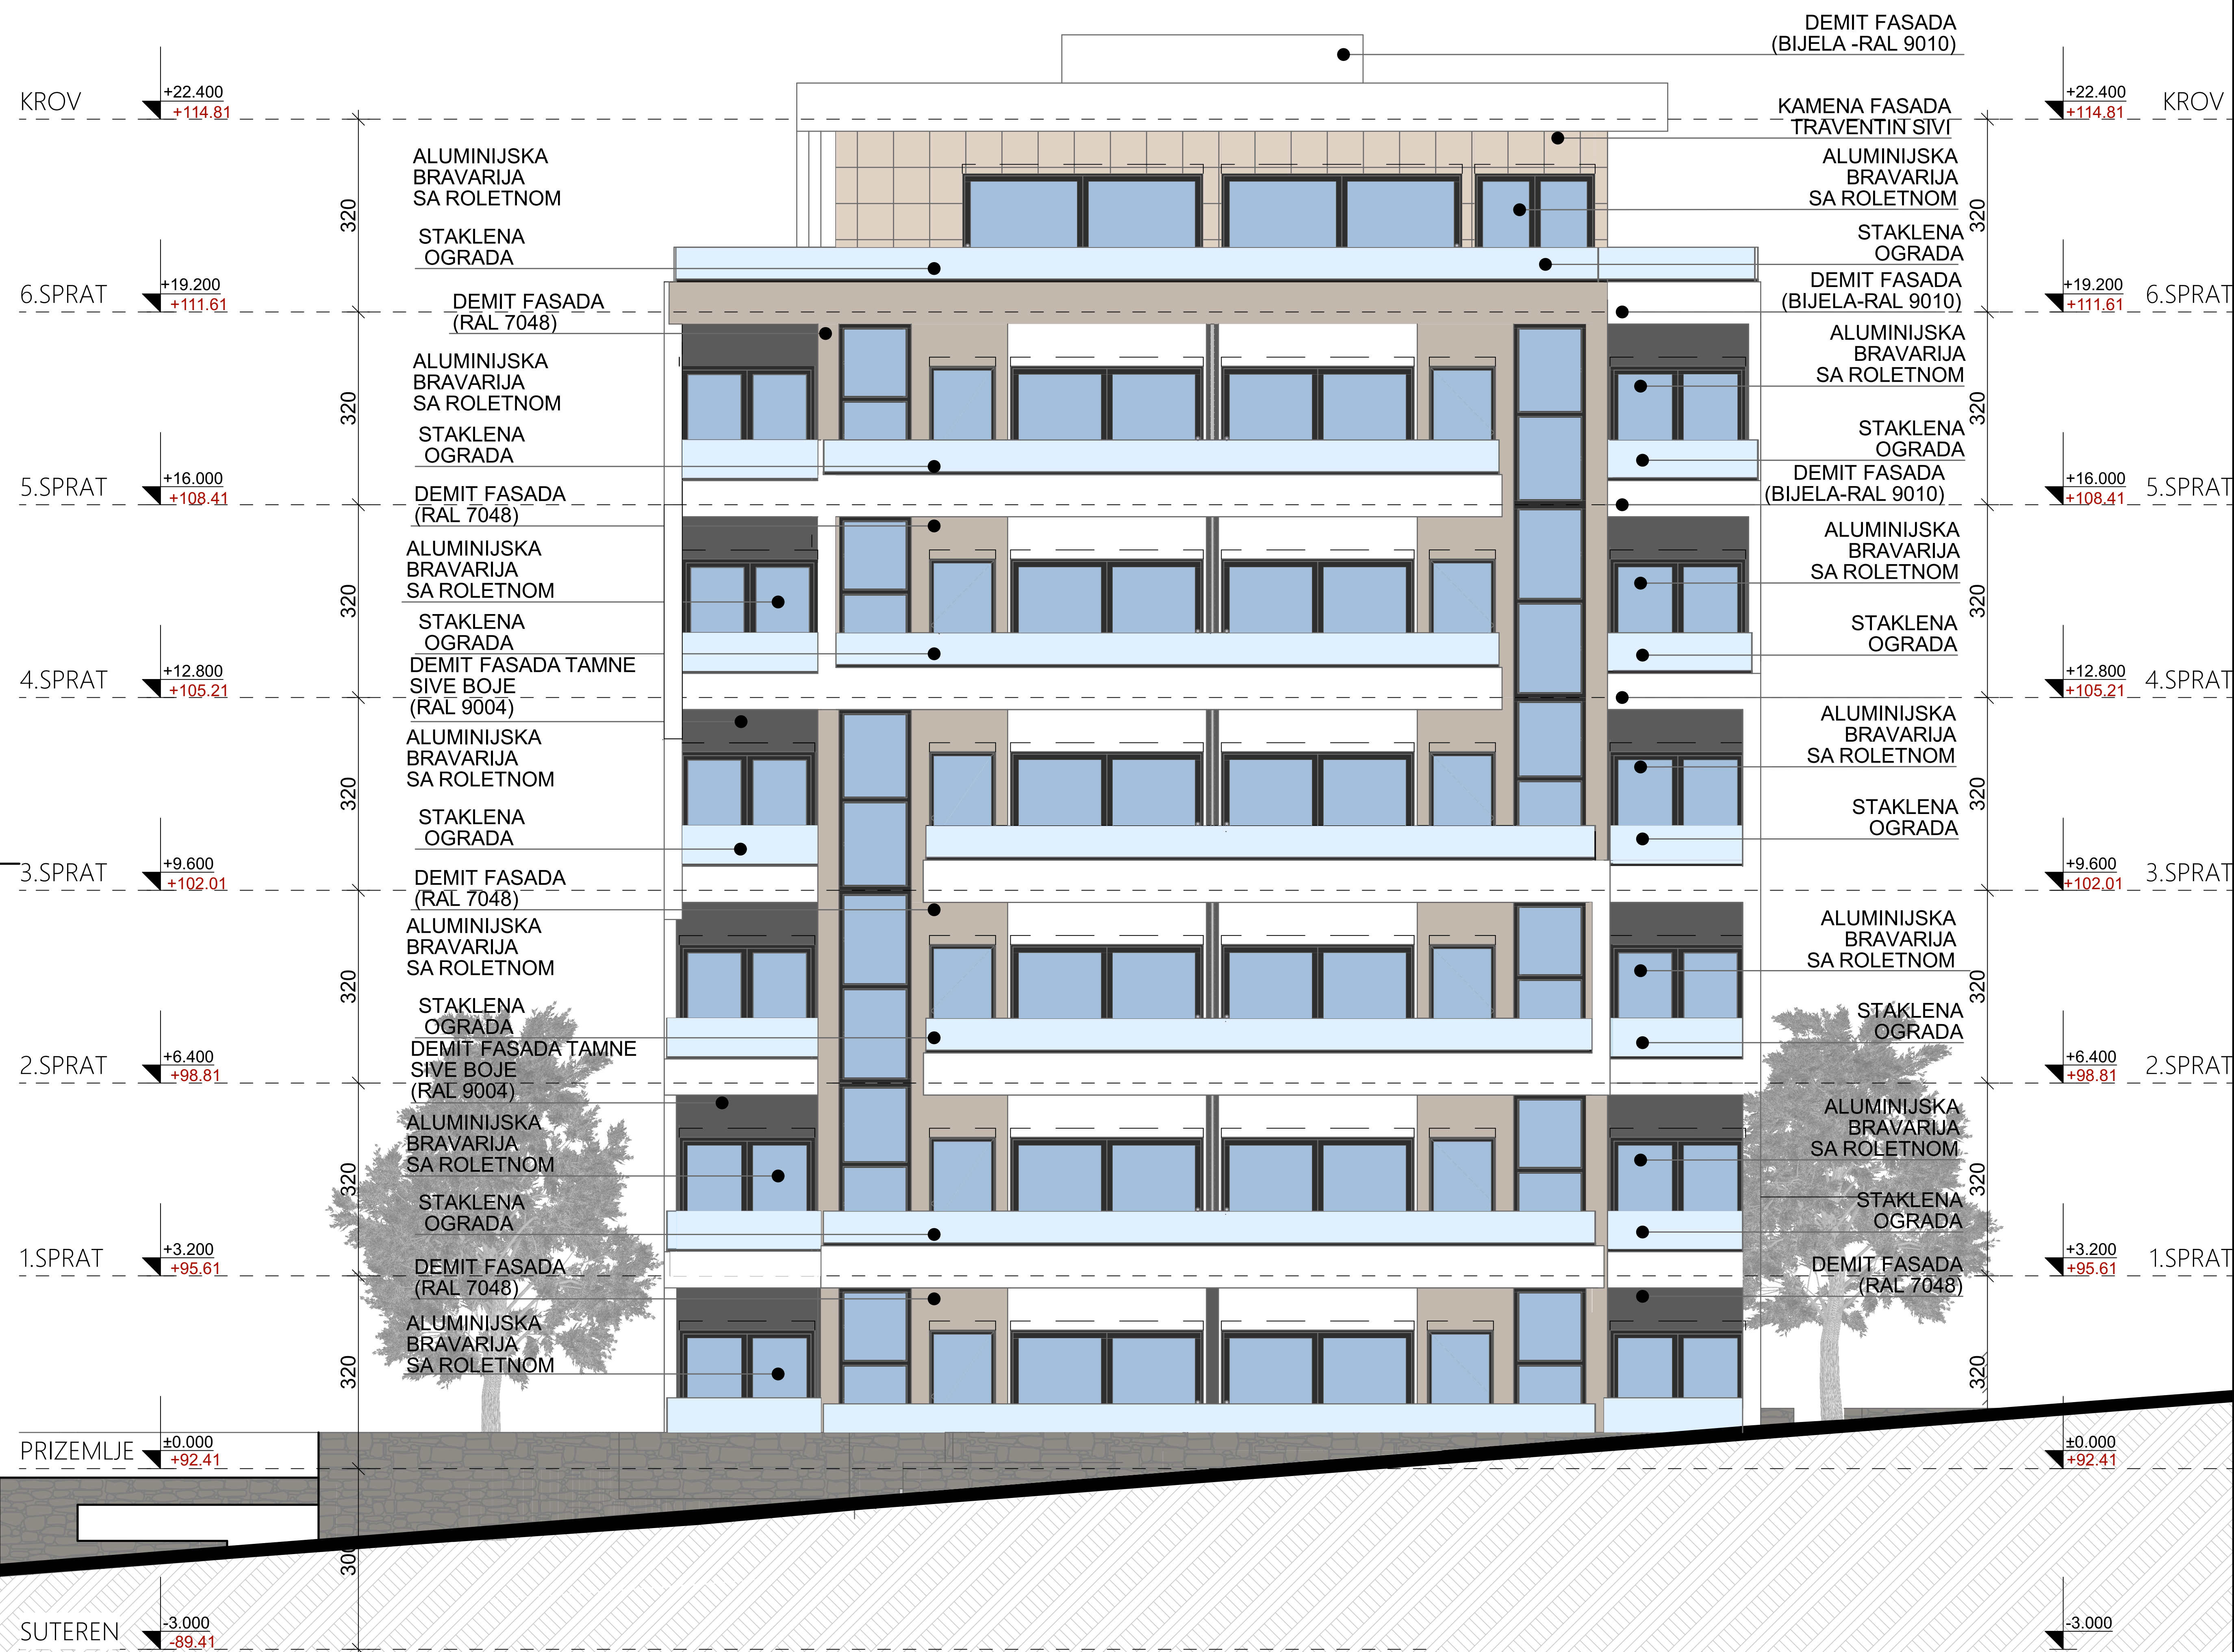 DEMIT FASADA
(BIJELA -RAL 9010)
KROV
+22.400
+114.81
+22.400
+114.81
KROV
KAMENA FASADA
TRAVENTIN SIVI
ALUMINIJSKA
BRAVARIJA
SA ROLETNOM
ALUMINIJSKA
BRAVARIJA
SA ROLETNOM
320
320
STAKLENA
OGRADA
STAKLENA
OGRADA
6.SPRAT
+19.200
+111.61
DEMIT FASADA
(RAL 7048)
DEMIT FASADA
(BIJELA-RAL 9010)
+19.200
+111.61
6.SPRAT
ALUMINIJSKA
BRAVARIJA
SA ROLETNOM
ALUMINIJSKA
BRAVARIJA
SA ROLETNOM
320
320
STAKLENA
OGRADA
STAKLENA
OGRADA
5.SPRAT
+16.000
+108.41
DEMIT FASADA
(RAL 7048)
DEMIT FASADA
(BIJELA-RAL 9010)
+16.000
+108.41
5.SPRAT
ALUMINIJSKA
BRAVARIJA
SA ROLETNOM
ALUMINIJSKA
BRAVARIJA
SA ROLETNOM
320
320
STAKLENA
OGRADA
STAKLENA
OGRADA
4.SPRAT
+12.800
+105.21
DEMIT FASADA TAMNE
SIVE BOJE
(RAL 9004)
+12.800
+105.21
4.SPRAT
ALUMINIJSKA
BRAVARIJA
SA ROLETNOM
ALUMINIJSKA
BRAVARIJA
SA ROLETNOM
320
320
STAKLENA
OGRADA
STAKLENA
OGRADA
3.SPRAT
+9.600
+102.01
DEMIT FASADA
(RAL 7048)
+9.600
+102.01
3.SPRAT
ALUMINIJSKA
BRAVARIJA
SA ROLETNOM
ALUMINIJSKA
BRAVARIJA
SA ROLETNOM
320
320
STAKLENA
OGRADA
STAKLENA
OGRADA
2.SPRAT
+6.400
+98.81
DEMIT FASADA TAMNE
SIVE BOJE
(RAL 9004)
+6.400
+98.81
2.SPRAT
ALUMINIJSKA
BRAVARIJA
SA ROLETNOM
ALUMINIJSKA
BRAVARIJA
SA ROLETNOM
320
320
STAKLENA
OGRADA
STAKLENA
OGRADA
1.SPRAT
+3.200
+95.61
DEMIT FASADA
(RAL 7048)
DEMIT FASADA
(RAL 7048)
+3.200
+95.61
1.SPRAT
ALUMINIJSKA
BRAVARIJA
SA ROLETNOM
320
320
PRIZEMLJE
±0.000
+92.41
±0.000
+92.41
300
SUTEREN
-3.000
-89.41
-3.000